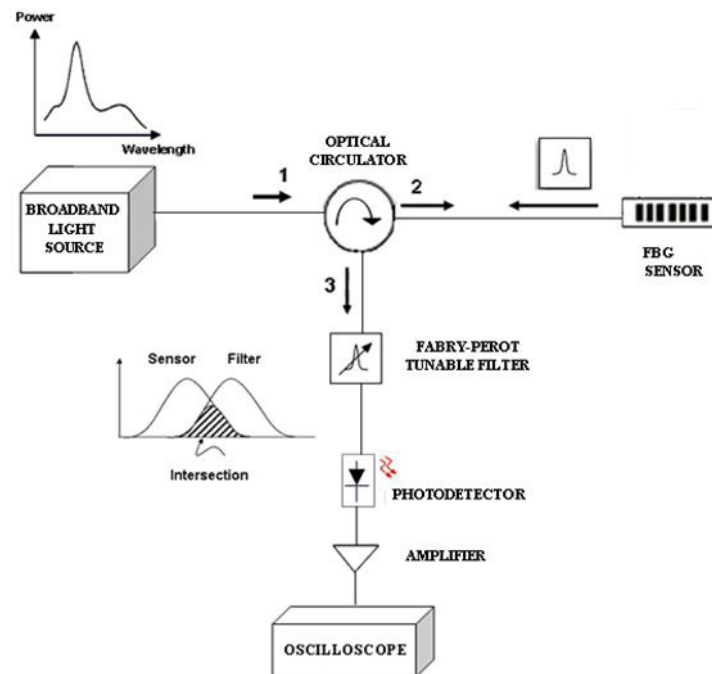 Power
Wavelength
BROADBAND
LIGHT
SOURCE
1
OPTICAL
CIRCULATOR
2
FBG
SENSOR
3
FABRY-PEROT
TUNABLE FILTER
Sensor Filter
Intersection
PHOTODETECTOR
AMPLIFIER
OSCILLOSCOPE